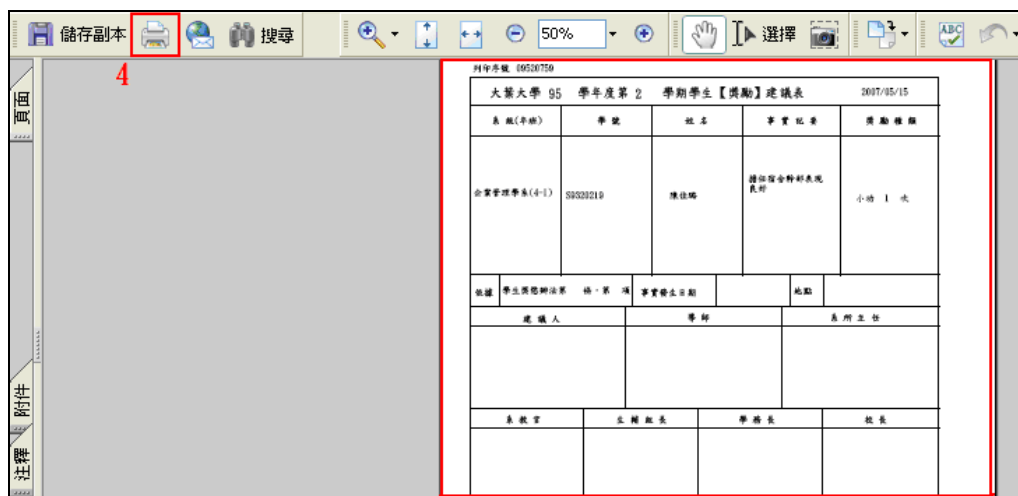 儲存副本 搜尋 50% 選擇 ABC
4
頁面
附件
注釋
列印序號 09520759
大葉大學 95 學年度第 2 學期學生【獎勵】建議表 2007/05/15
系 級(年班) 學 號 姓 名 事 實 紀 要 獎 勵 種 類
擔任宿舍幹部表現
良好
企業管理學系(4-1) S9320219 小功 1 次
依據 學生獎懲辦法第 條、第 項 事實發生日期 地點
建 議 人 導 師 系 所 主 任
系 教 官 生 輔 組 長 學 務 長 校 長